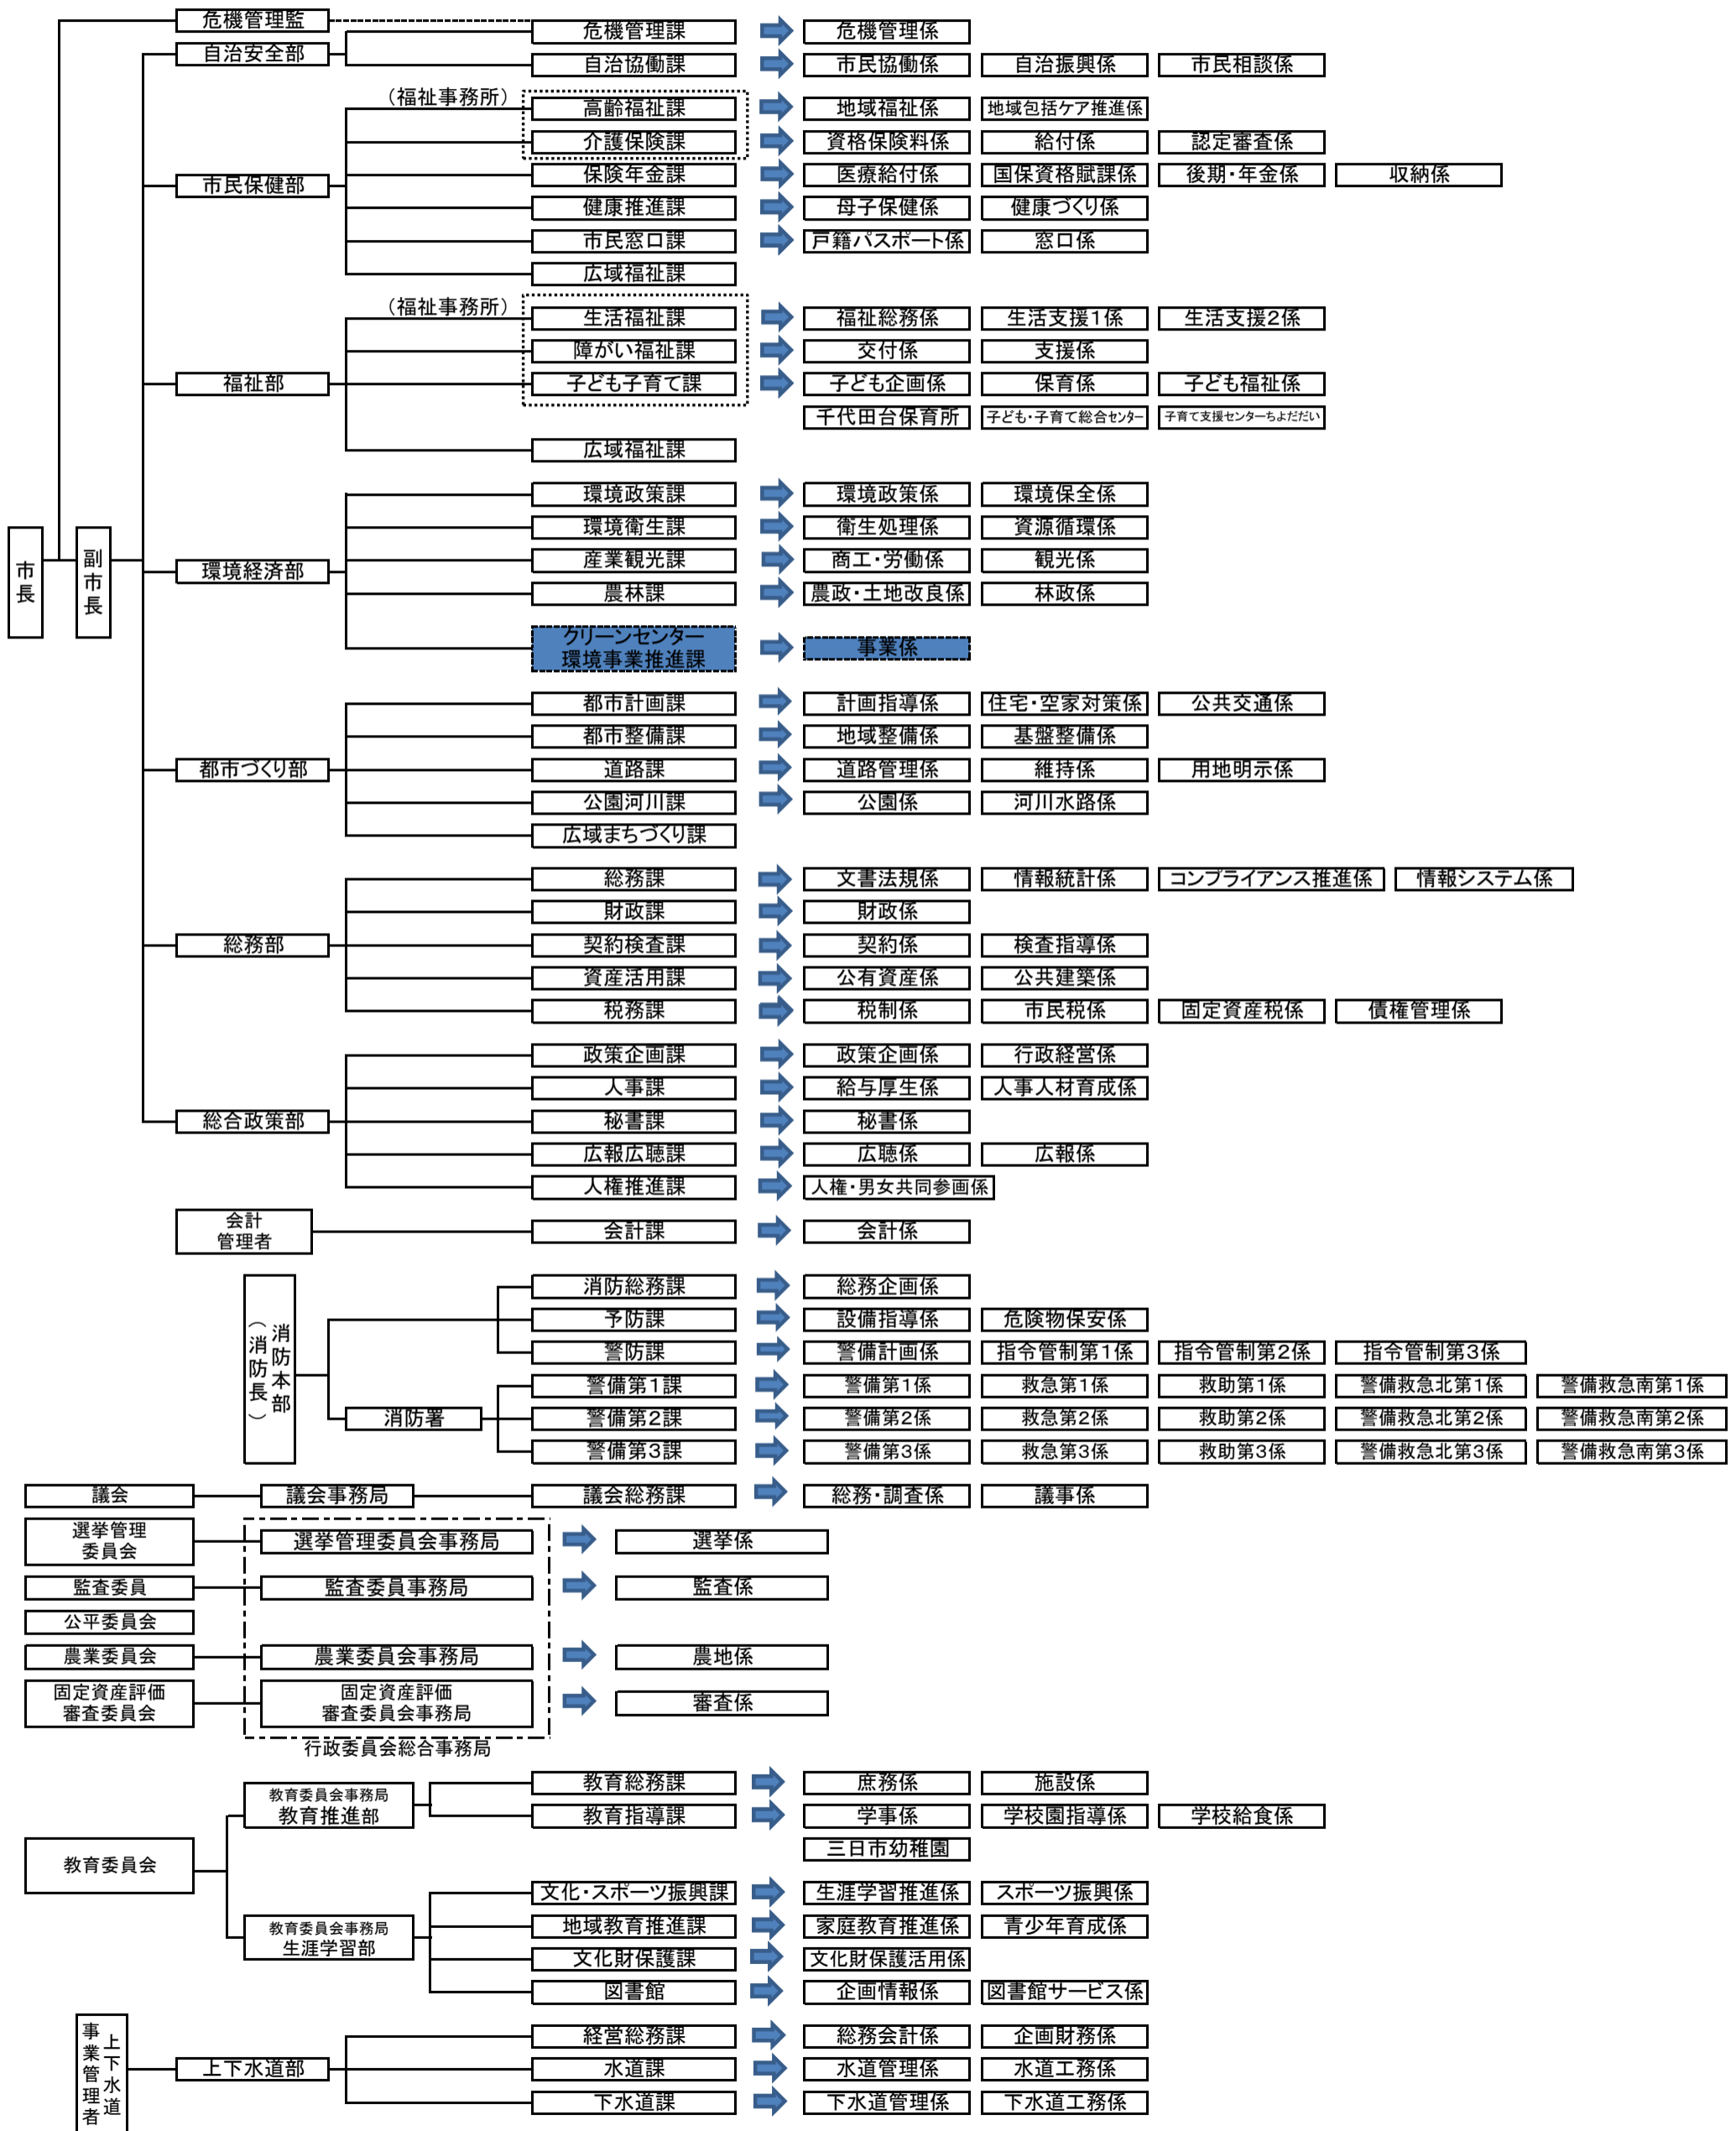 危機管理監
危機管理課
危機管理係
自治安全部
自治協働課
市民協働係
自治振興係
市民相談係
（福祉事務所）
高齢福祉課
地域福祉係
地域包括ケア推進係
介護保険課
資格保険料係
給付係
認定審査係
市民保健部
保険年金課
医療給付係
国保資格賦課係
後期・年金係
収納係
健康推進課
母子保健係
健康づくり係
市民窓口課
戸籍パスポート係
窓口係
広域福祉課
（福祉事務所）
生活福祉課
福祉総務係
生活支援1係
生活支援2係
障がい福祉課
交付係
支援係
福祉部
子ども子育て課
子ども企画係
保育係
子ども福祉係
千代田台保育所
子ども・子育て総合センター
子育て支援センターちよだだい
広域福祉課
市長
副市長
環境経済部
環境政策課
環境政策係
環境保全係
環境衛生課
衛生処理係
資源循環係
産業観光課
商工・労働係
観光係
農林課
農政・土地改良係
林政係
クリーンセンター
環境事業推進課
事業係
都市づくり部
都市計画課
計画指導係
住宅・空家対策係
公共交通係
都市整備課
地域整備係
基盤整備係
道路課
道路管理係
維持係
用地明示係
公園河川課
公園係
河川水路係
広域まちづくり課
総務部
総務課
文書法規係
情報統計係
コンプライアンス推進係
情報システム係
財政課
財政係
契約検査課
契約係
検査指導係
資産活用課
公有資産係
公共建築係
税務課
税制係
市民税係
固定資産税係
債権管理係
総合政策部
政策企画課
政策企画係
行政経営係
人事課
給与厚生係
人事人材育成係
秘書課
秘書係
広報広聴課
広聴係
広報係
人権推進課
人権・男女共同参画係
会計
管理者
会計課
会計係
消防本部
（消防長）
消防総務課
総務企画係
予防課
設備指導係
危険物保安係
警防課
警備計画係
指令管制第1係
指令管制第2係
指令管制第3係
消防署
警備第1課
警備第1係
救急第1係
救助第1係
警備救急北第1係
警備救急南第1係
警備第2課
警備第2係
救急第2係
救助第2係
警備救急北第2係
警備救急南第2係
警備第3課
警備第3係
救急第3係
救助第3係
警備救急北第3係
警備救急南第3係
議会
議会事務局
議会総務課
総務・調査係
議事係
選挙管理
委員会
選挙管理委員会事務局
選挙係
監査委員
監査委員事務局
監査係
公平委員会
農業委員会
農業委員会事務局
農地係
固定資産評価
審査委員会
固定資産評価
審査委員会事務局
審査係
行政委員会総合事務局
教育委員会
教育委員会事務局
教育推進部
教育総務課
庶務係
施設係
教育指導課
学事係
学校園指導係
学校給食係
三日市幼稚園
教育委員会事務局
生涯学習部
文化・スポーツ振興課
生涯学習推進係
スポーツ振興係
地域教育推進課
家庭教育推進係
青少年育成係
文化財保護課
文化財保護活用係
図書館
企画情報係
図書館サービス係
上下水道
事業管理者
上下水道部
経営総務課
総務会計係
企画財務係
水道課
水道管理係
水道工務係
下水道課
下水道管理係
下水道工務係